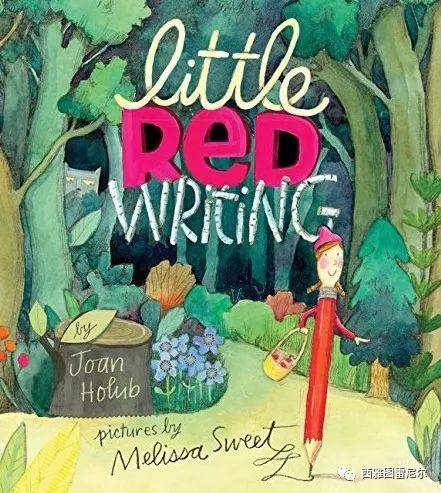 little
RED
WRITING
by
Joan
Holub
pictures by
Melissa Sweet
西雅图雷尼尔